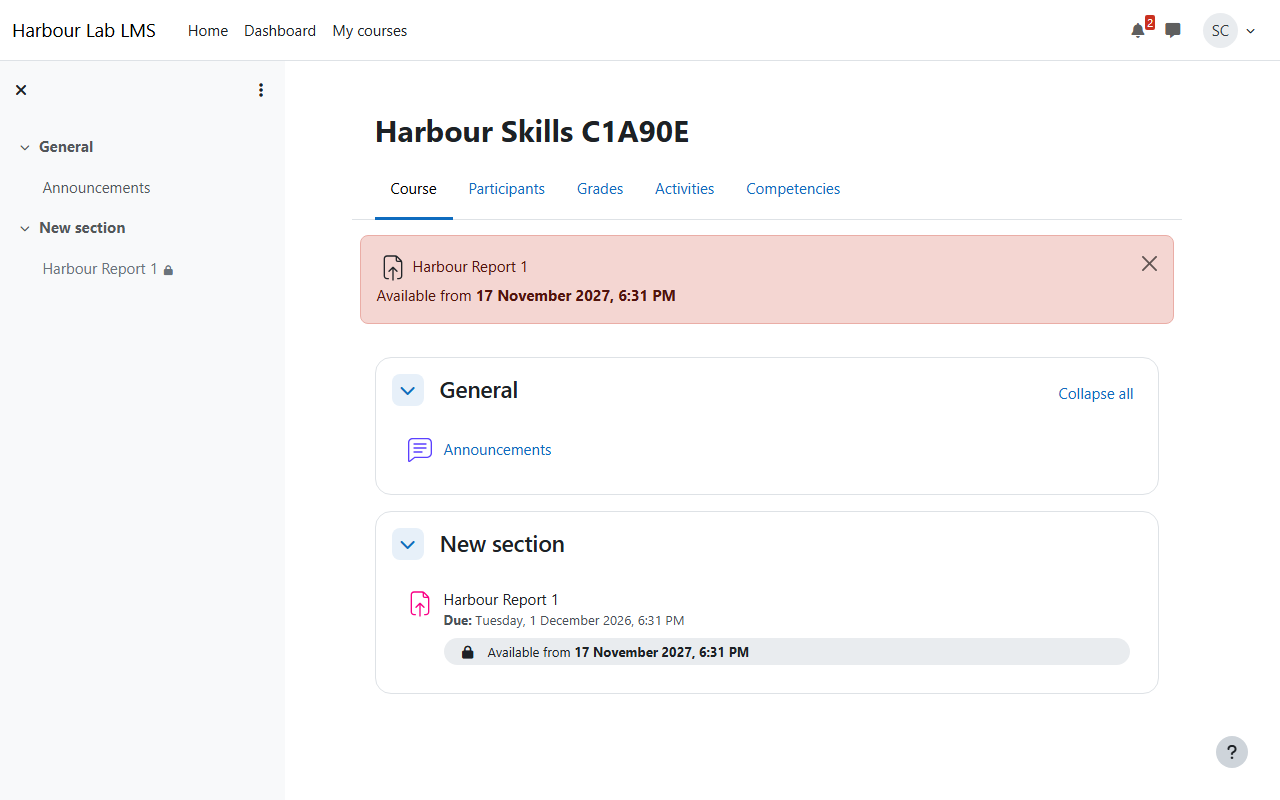 Harbour Lab LMS
Home
Dashboard
My courses
2
SC
General
Announcements
New section
Harbour Report 1
Harbour Skills C1A90E
Course
Participants
Grades
Activities
Competencies
Harbour Report 1
Available from 17 November 2027, 6:31 PM
General
Collapse all
Announcements
New section
Harbour Report 1
Due: Tuesday, 1 December 2026, 6:31 PM
Available from 17 November 2027, 6:31 PM
?